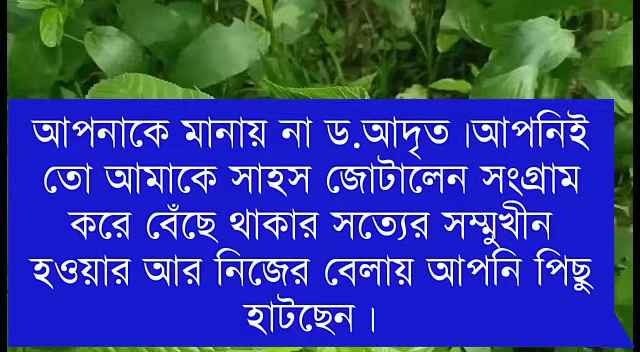 আপনাকে মানায় না ড.আদৃত।আপনিই
তো আমাকে সাহস জোটালেন সংগ্রাম
করে বেঁছে থাকার সত্যের সম্মুখীন
হওয়ার আর নিজের বেলায় আপনি পিছু
হাটছেন।